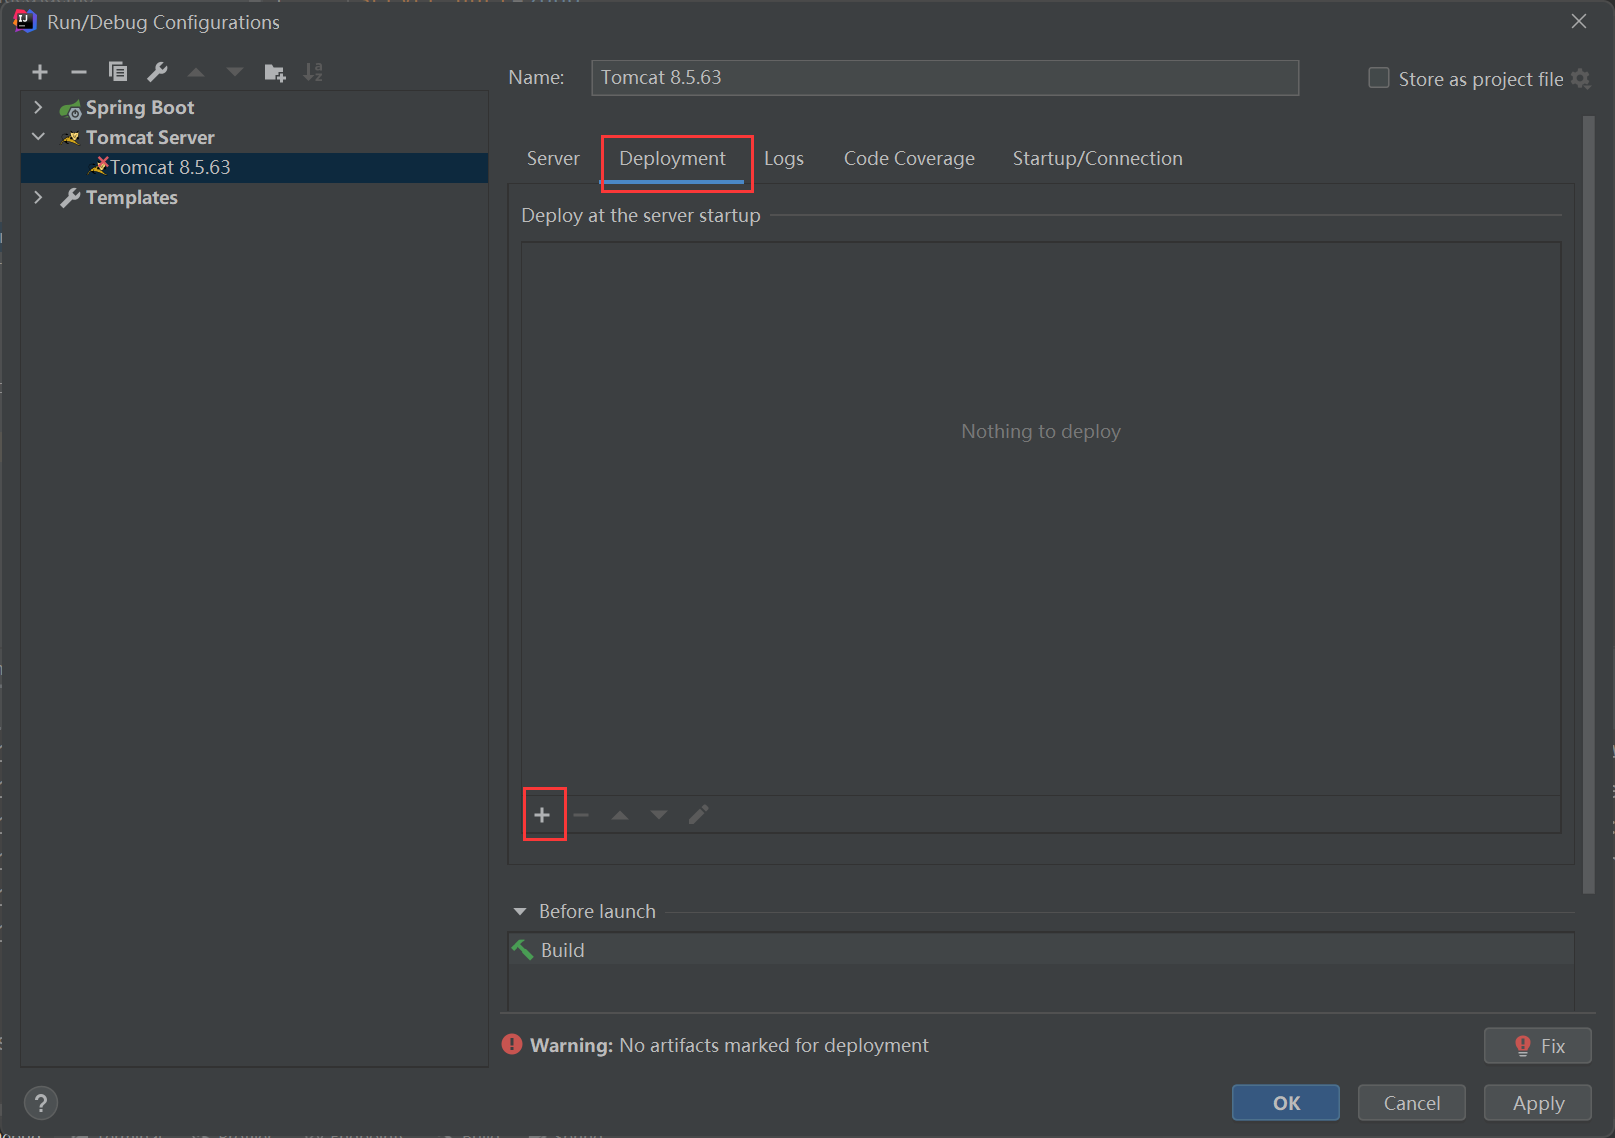 Run/Debug Configurations
Name:
Tomcat 8.5.63
Store as project file
Spring Boot
Tomcat Server
Tomcat 8.5.63
Templates
Server
Deployment
Logs
Code Coverage
Startup/Connection
Deploy at the server startup
Nothing to deploy
Before launch
Build
Warning: No artifacts marked for deployment
Fix
?
OK
Cancel
Apply